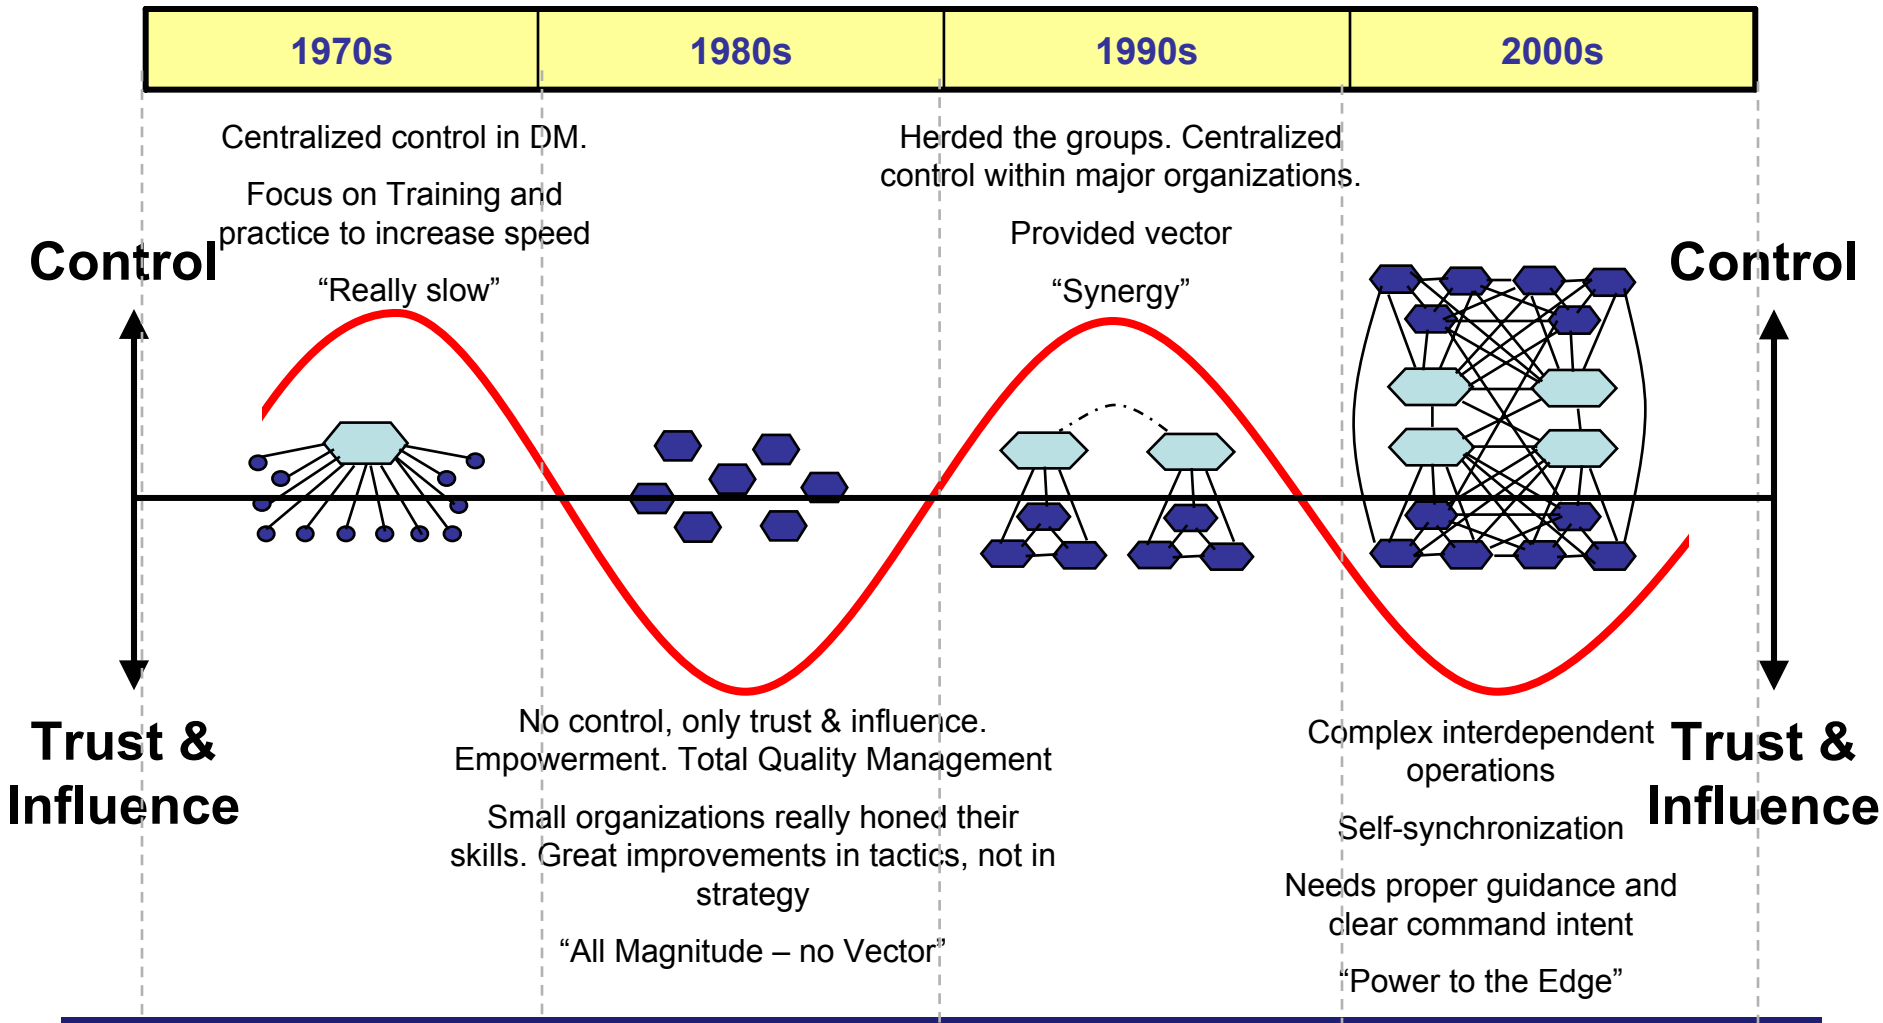 1970s
1980s
1990s
2000s
Centralized control in DM.
Focus on Training and
practice to increase speed
“Really slow”
Herded the groups. Centralized
control within major organizations.
Provided vector
“Synergy”
Control
Control
Trust &
Influence
No control, only trust & influence.
Empowerment. Total Quality Management
Small organizations really honed their
skills. Great improvements in tactics, not in
strategy
“All Magnitude – no Vector”
Complex interdependent
operations
Self-synchronization
Needs proper guidance and
clear command intent
“Power to the Edge”
Trust &
Influence